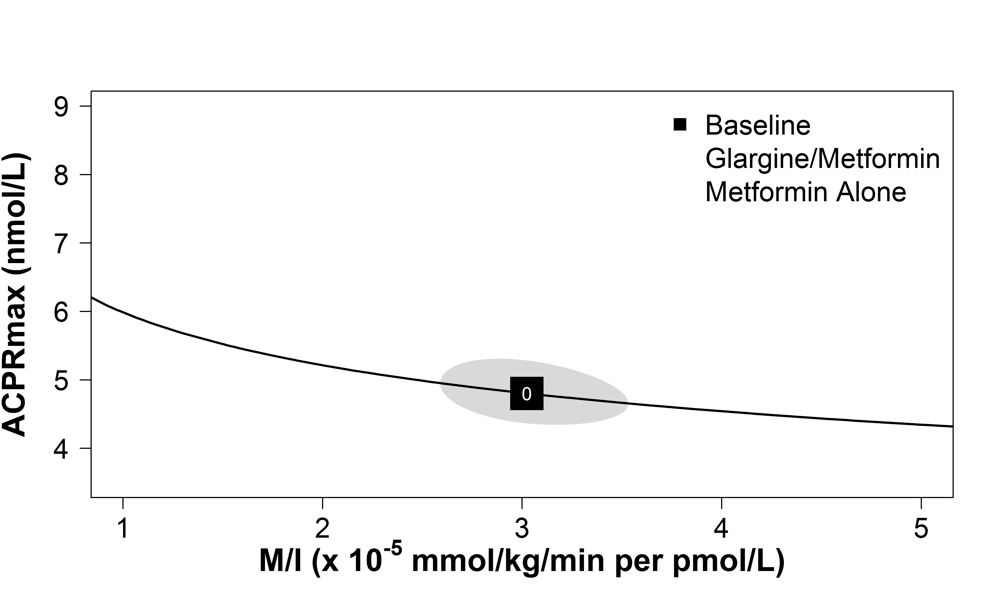 ACPRmax (nmol/L)
9
8
7
6
5
4
Baseline
Glargine/Metformin
Metformin Alone
0
1 2 3 4 5
M/I (x 10⁻⁵ mmol/kg/min per pmol/L)